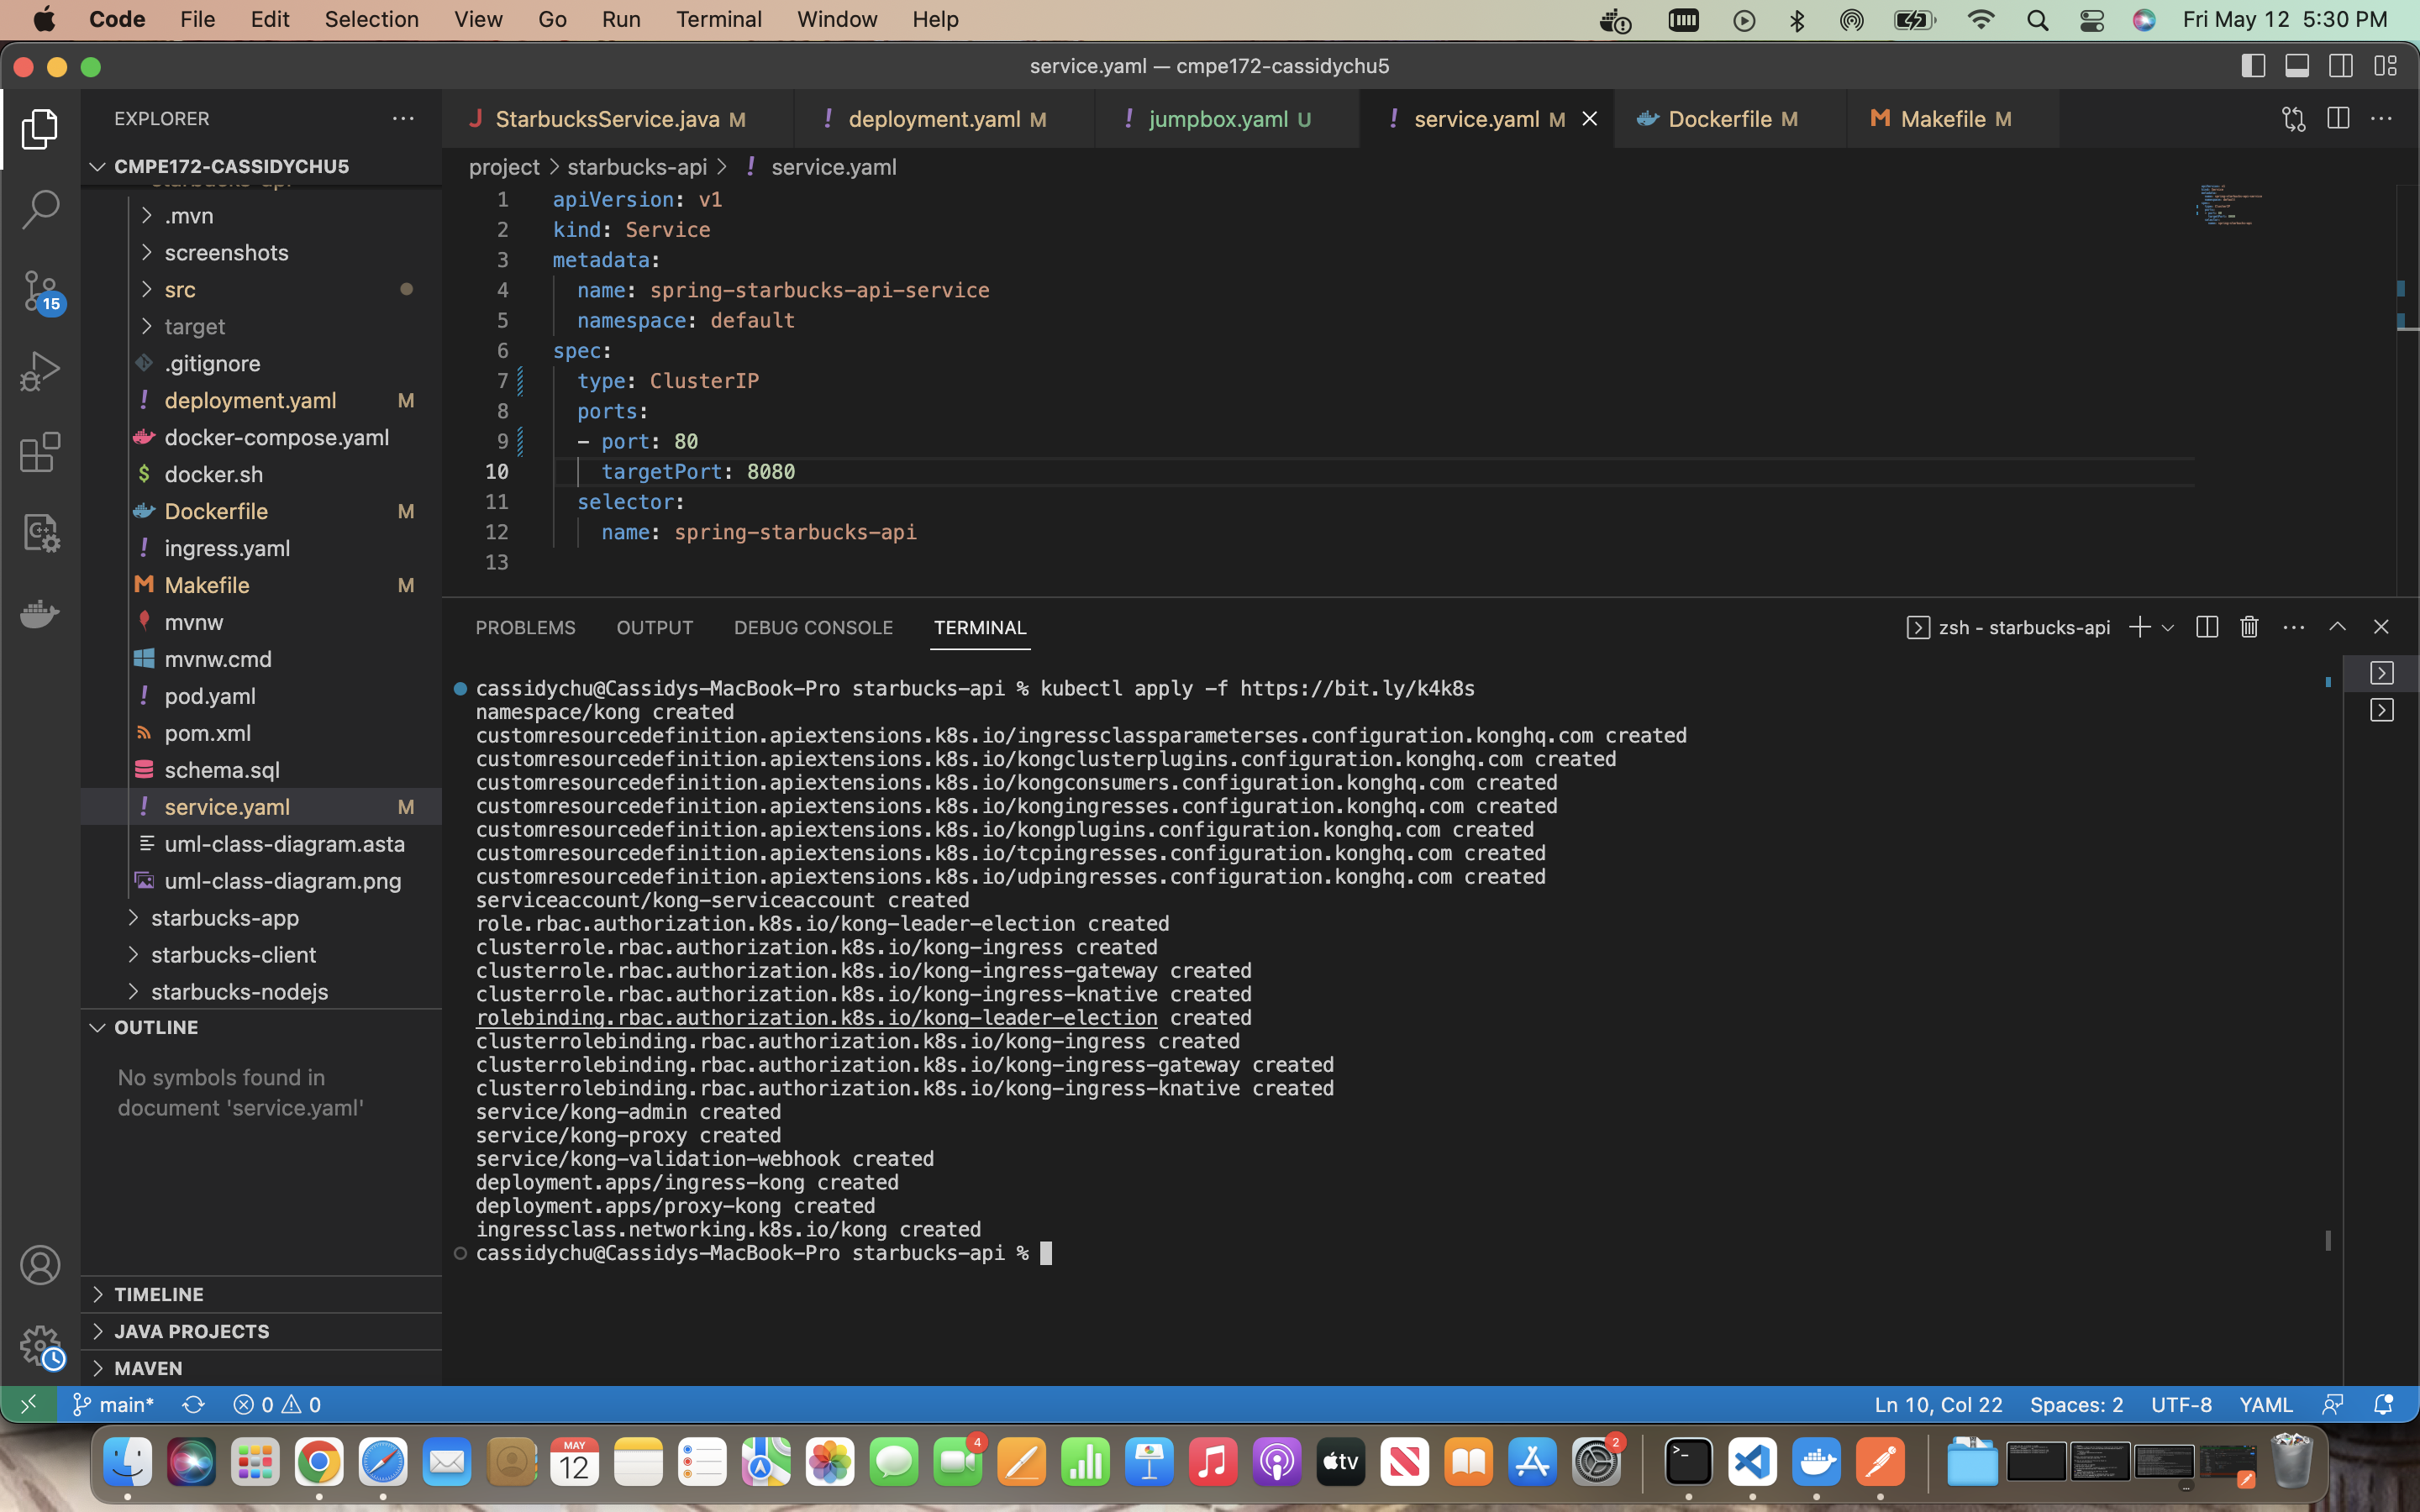 Code File Edit Selection View Go Run Terminal Window Help Fri May 12 5:30 PM
service.yaml — cmpe172-cassidychu5
EXPLORER
StarbucksService.java M deployment.yaml M jumpbox.yaml U service.yaml M Dockerfile M Makefile M
CMPE172-CASSIDYCHU5
project > starbucks-api > service.yaml
.mvn
screenshots
src
target
.gitignore
deployment.yaml M
docker-compose.yaml
docker.sh
Dockerfile M
ingress.yaml
Makefile M
mvnw
mvnw.cmd
pod.yaml
pom.xml
schema.sql
service.yaml M
uml-class-diagram.asta
uml-class-diagram.png
starbucks-app
starbucks-client
starbucks-nodejs
15
OUTLINE
No symbols found in
document 'service.yaml'
TIMELINE
JAVA PROJECTS
MAVEN
1 apiVersion: v1
2 kind: Service
3 metadata:
4 name: spring-starbucks-api-service
5 namespace: default
6 spec:
7 type: ClusterIP
8 ports:
9 - port: 80
10 targetPort: 8080
11 selector:
12 name: spring-starbucks-api
13
PROBLEMS OUTPUT DEBUG CONSOLE TERMINAL zsh - starbucks-api
cassidychu@Cassidys-MacBook-Pro starbucks-api % kubectl apply -f https://bit.ly/k4k8s
namespace/kong created
customresourcedefinition.apiextensions.k8s.io/ingressclassparameterses.configuration.konghq.com created
customresourcedefinition.apiextensions.k8s.io/kongclusterplugins.configuration.konghq.com created
customresourcedefinition.apiextensions.k8s.io/kongconsumers.configuration.konghq.com created
customresourcedefinition.apiextensions.k8s.io/kongingresses.configuration.konghq.com created
customresourcedefinition.apiextensions.k8s.io/kongplugins.configuration.konghq.com created
customresourcedefinition.apiextensions.k8s.io/tcpingresses.configuration.konghq.com created
customresourcedefinition.apiextensions.k8s.io/udpingresses.configuration.konghq.com created
serviceaccount/kong-serviceaccount created
role.rbac.authorization.k8s.io/kong-leader-election created
clusterrole.rbac.authorization.k8s.io/kong-ingress created
clusterrole.rbac.authorization.k8s.io/kong-ingress-gateway created
clusterrole.rbac.authorization.k8s.io/kong-ingress-knative created
rolebinding.rbac.authorization.k8s.io/kong-leader-election created
clusterrolebinding.rbac.authorization.k8s.io/kong-ingress created
clusterrolebinding.rbac.authorization.k8s.io/kong-ingress-gateway created
clusterrolebinding.rbac.authorization.k8s.io/kong-ingress-knative created
service/kong-admin created
service/kong-proxy created
service/kong-validation-webhook created
deployment.apps/ingress-kong created
deployment.apps/proxy-kong created
ingressclass.networking.k8s.io/kong created
cassidychu@Cassidys-MacBook-Pro starbucks-api %
main* 0 0 Ln 10, Col 22 Spaces: 2 UTF-8 YAML
MAY
12
4
tv
2